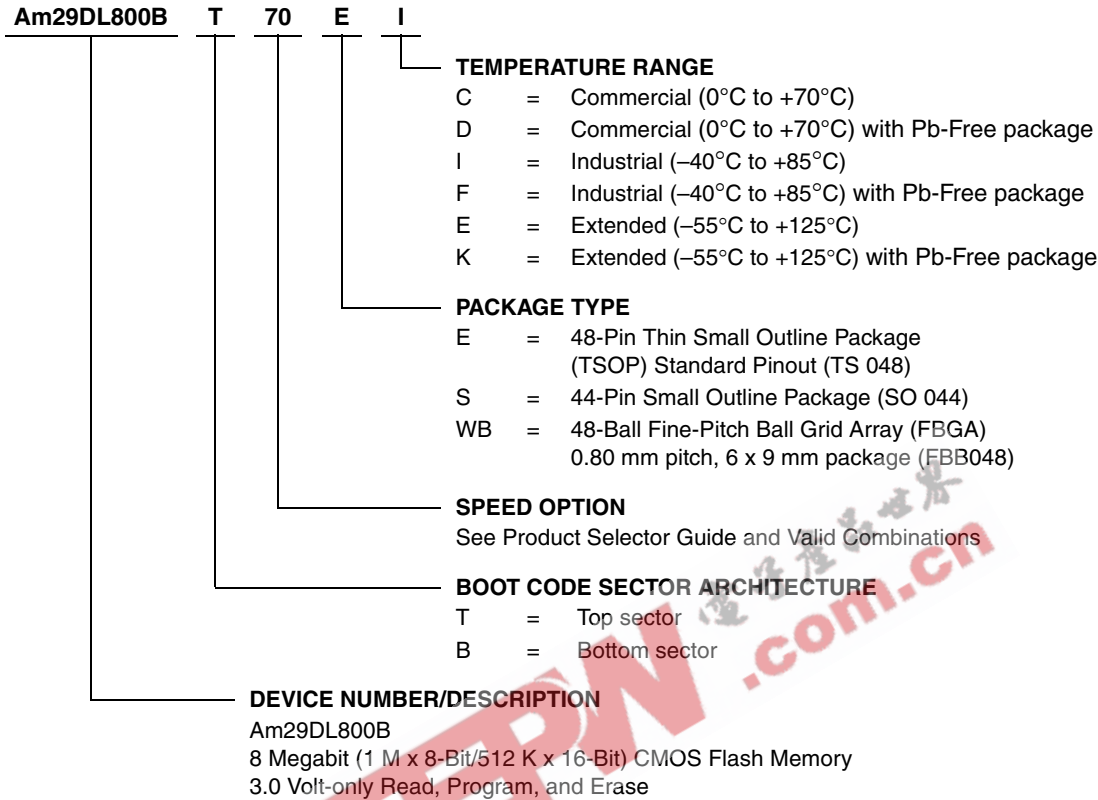 Am29DL800B T 70 E I
TEMPERATURE RANGE
C = Commercial (0°C to +70°C)
D = Commercial (0°C to +70°C) with Pb-Free package
I = Industrial (–40°C to +85°C)
F = Industrial (–40°C to +85°C) with Pb-Free package
E = Extended (–55°C to +125°C)
K = Extended (–55°C to +125°C) with Pb-Free package
PACKAGE TYPE
E = 48-Pin Thin Small Outline Package
(TSOP) Standard Pinout (TS 048)
S = 44-Pin Small Outline Package (SO 044)
WB = 48-Ball Fine-Pitch Ball Grid Array (FBGA)
0.80 mm pitch, 6 x 9 mm package (FBB048)
SPEED OPTION
See Product Selector Guide and Valid Combinations
BOOT CODE SECTOR ARCHITECTURE
T = Top sector
B = Bottom sector
DEVICE NUMBER/DESCRIPTION
Am29DL800B
8 Megabit (1 M x 8-Bit/512 K x 16-Bit) CMOS Flash Memory
3.0 Volt-only Read, Program, and Erase
电子產品世界
.com.cn